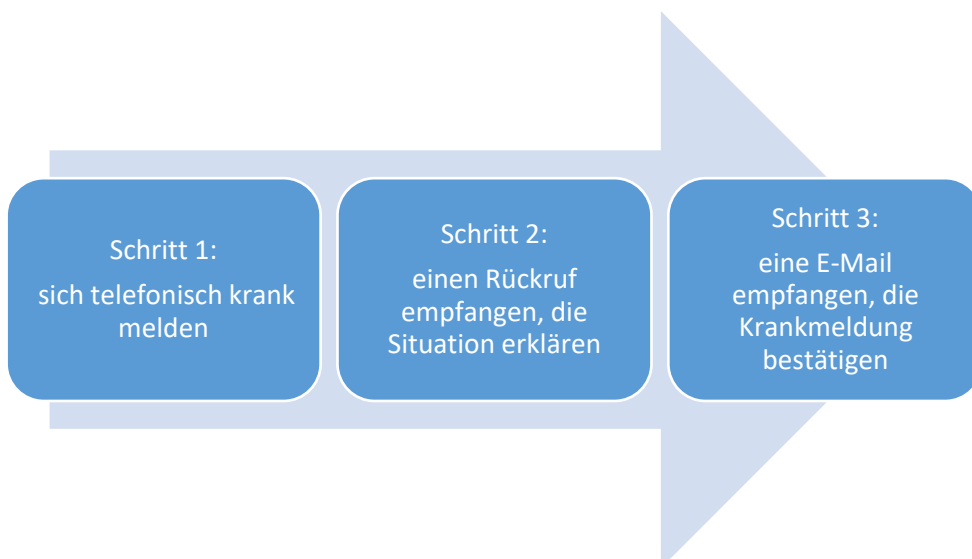 Schritt 1:
sich telefonisch krank
melden
Schritt 2:
einen Rückruf
empfangen, die
Situation erklären
Schritt 3:
eine E-Mail
empfangen, die
Krankmeldung
bestätigen